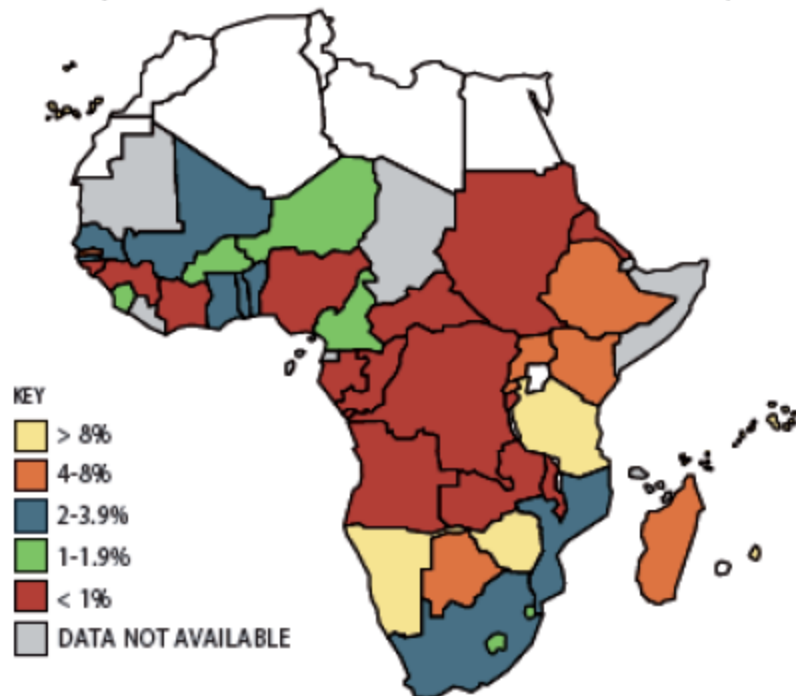 KEY
> 8%
4-8%
2-3.9%
1-1.9%
< 1%
DATA NOT AVAILABLE